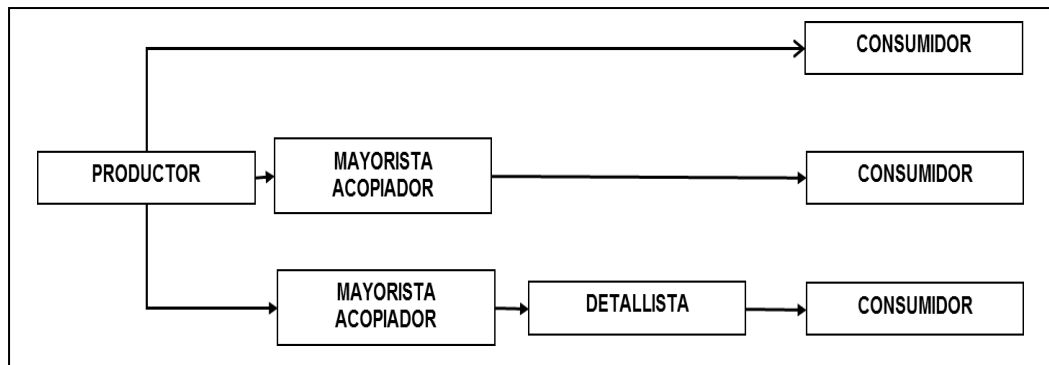 CONSUMIDOR
PRODUCTOR
MAYORISTA
ACOPIADOR
CONSUMIDOR
MAYORISTA
ACOPIADOR
DETALLISTA
CONSUMIDOR